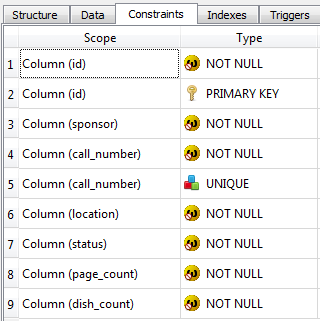 Structure Data Constraints Indexes Triggers
Scope Type
1 Column (id) NOT NULL
2 Column (id) PRIMARY KEY
3 Column (sponsor) NOT NULL
4 Column (call_number) NOT NULL
5 Column (call_number) UNIQUE
6 Column (location) NOT NULL
7 Column (status) NOT NULL
8 Column (page_count) NOT NULL
9 Column (dish_count) NOT NULL